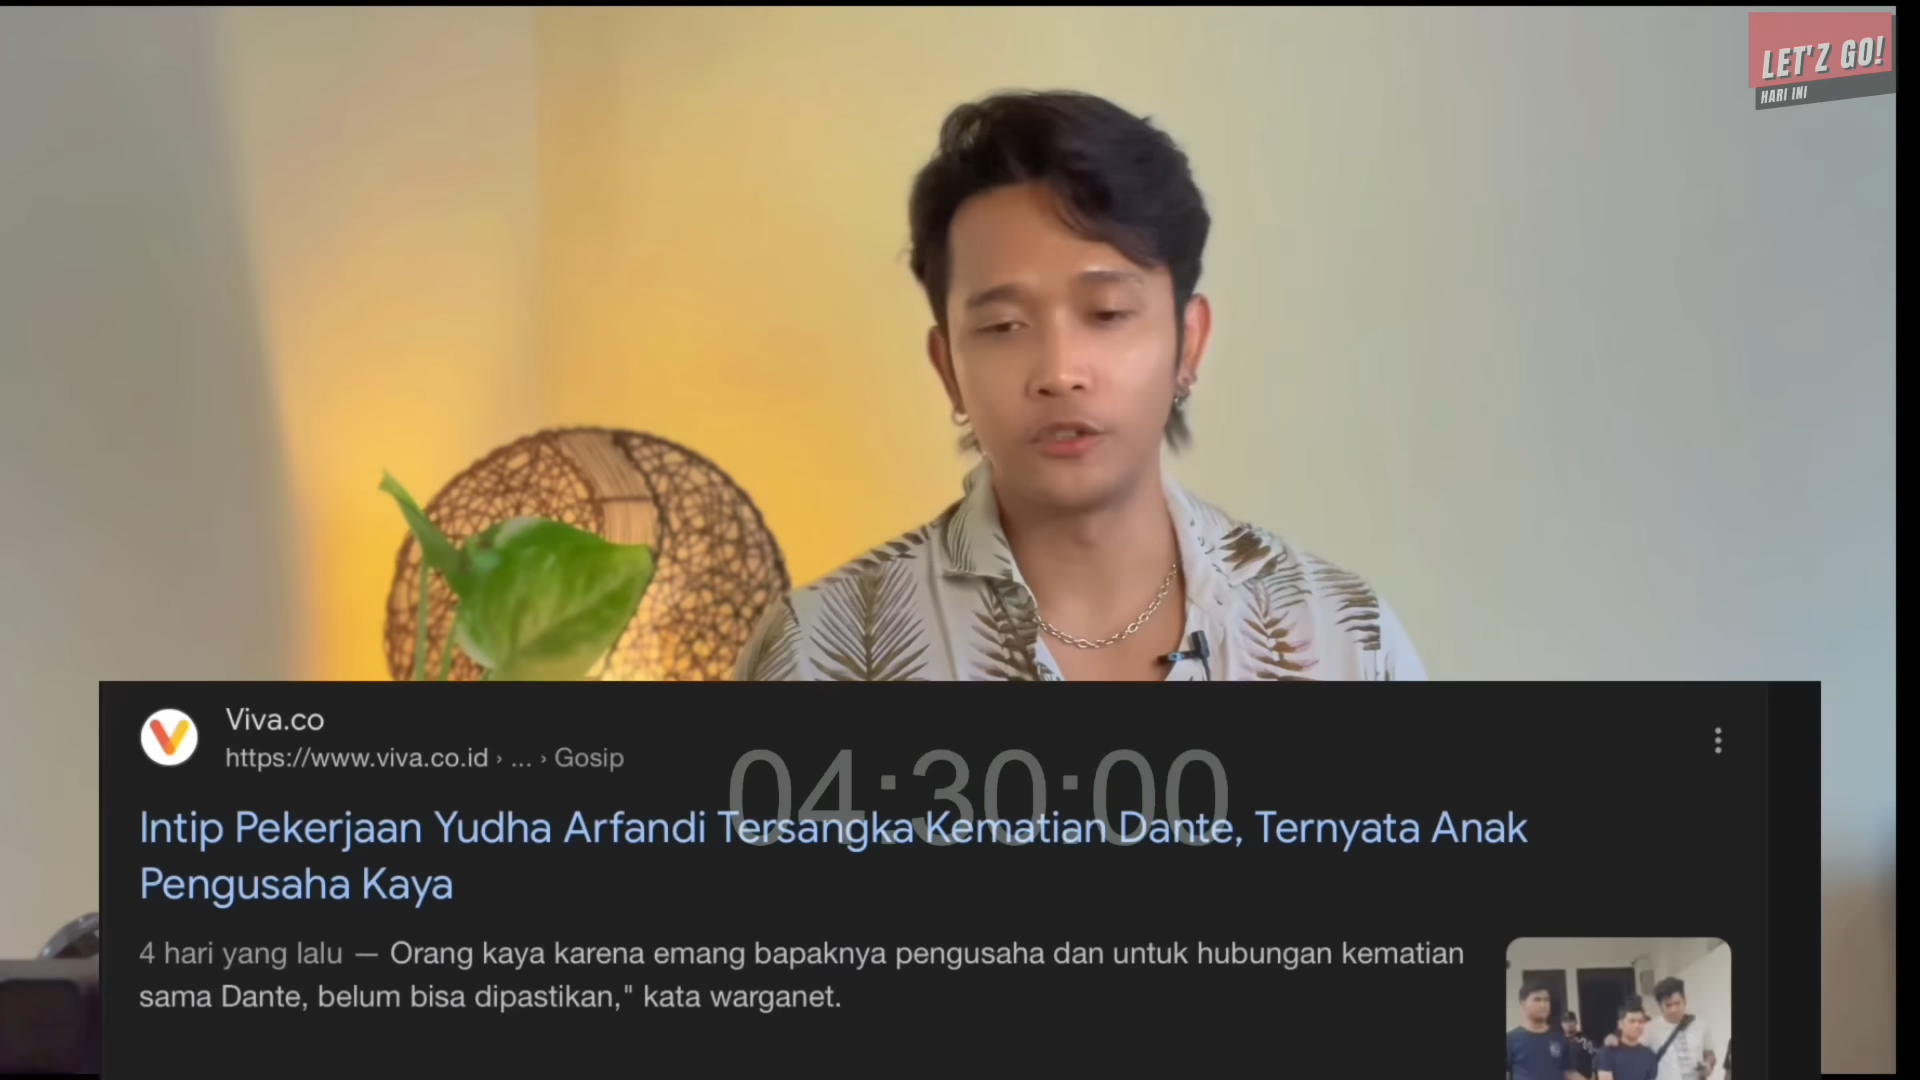 LET'Z GO!
HARI INI
Viva.co
https://www.viva.co.id › ... › Gosip
04:30:00
Intip Pekerjaan Yudha Arfandi Tersangka Kematian Dante, Ternyata Anak
Pengusaha Kaya
4 hari yang lalu — Orang kaya karena emang bapaknya pengusaha dan untuk hubungan kematian
sama Dante, belum bisa dipastikan," kata warganet.